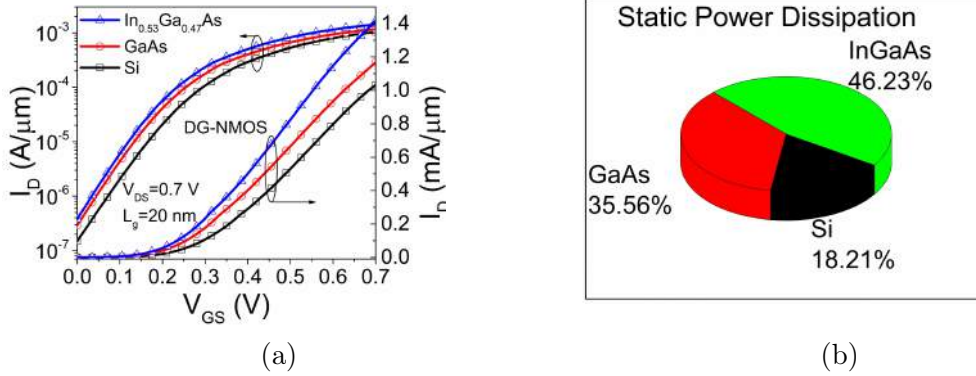 In0.53Ga0.47As
GaAs
Si
DG-NMOS
VDS=0.7 V
Lg=20 nm
10-3
10-4
10-5
10-6
10-7
ID (A/μm)
1.4
1.2
1.0
0.8
0.6
0.4
0.2
0.0
ID (mA/μm)
0.0 0.1 0.2 0.3 0.4 0.5 0.6 0.7
VGS (V)
(a)
Static Power Dissipation
InGaAs
46.23%
GaAs
35.56%
Si
18.21%
(b)